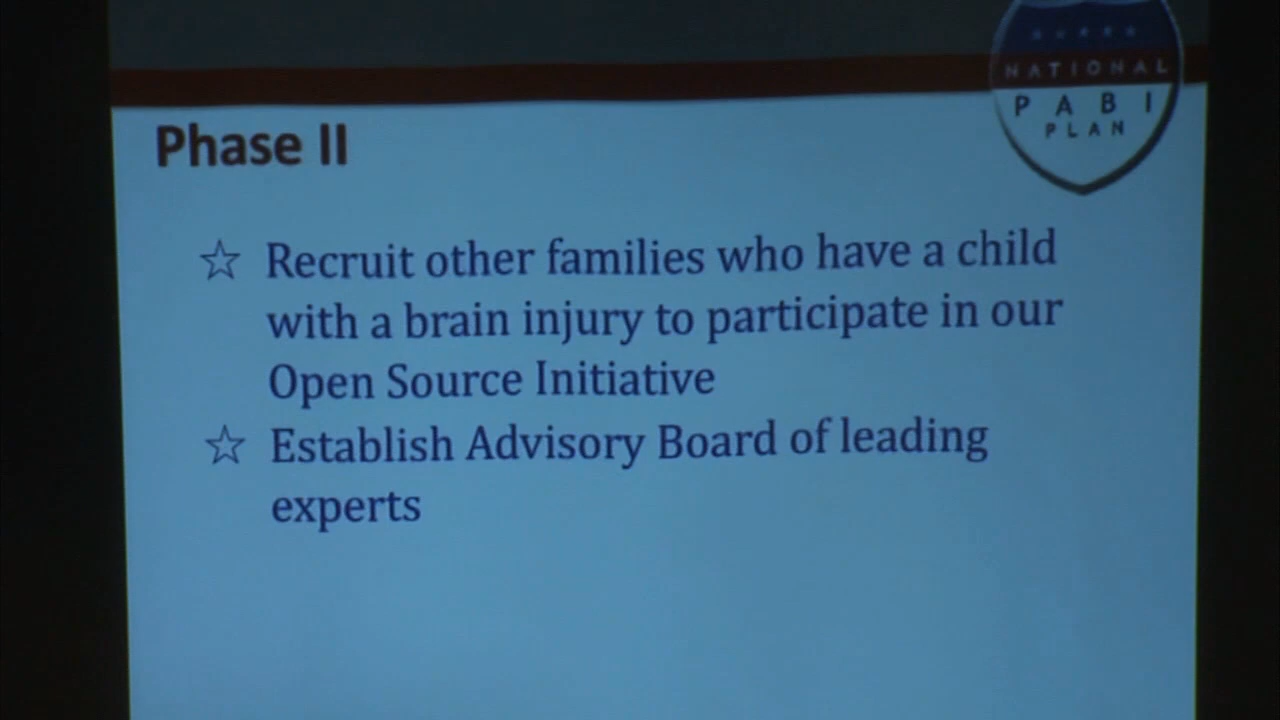 NATIONAL
PABI
PLAN
Phase II
Recruit other families who have a child
with a brain injury to participate in our
Open Source Initiative
Establish Advisory Board of leading
experts